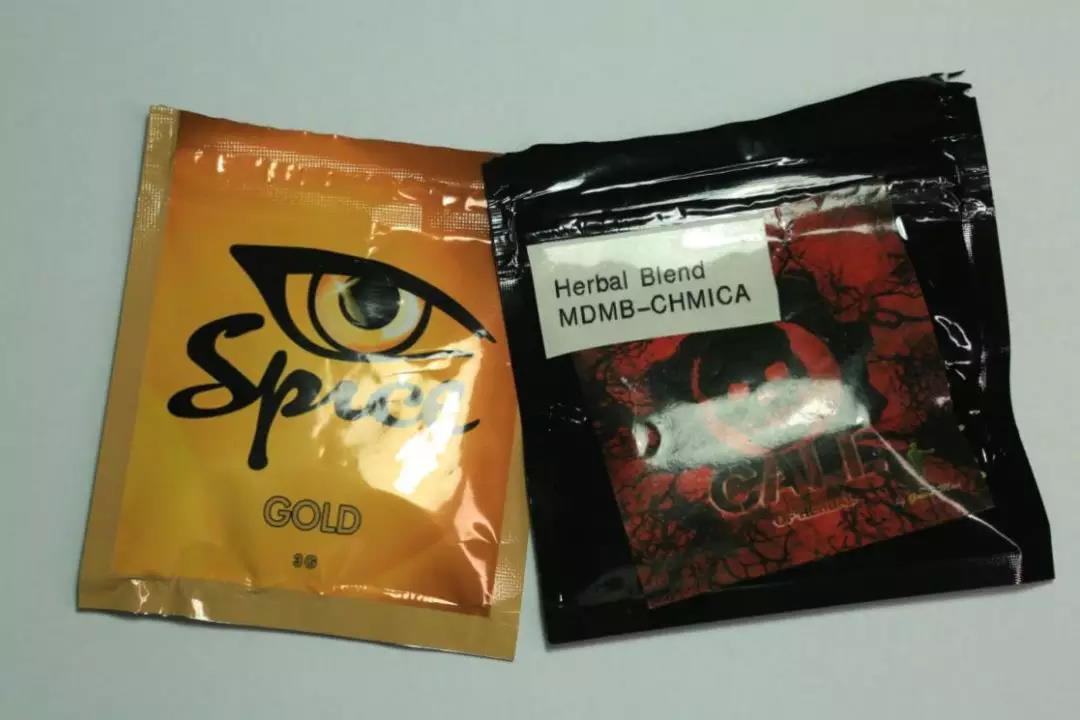 Spice
GOLD
3G
Herbal Blend
MDMB-CHMICA